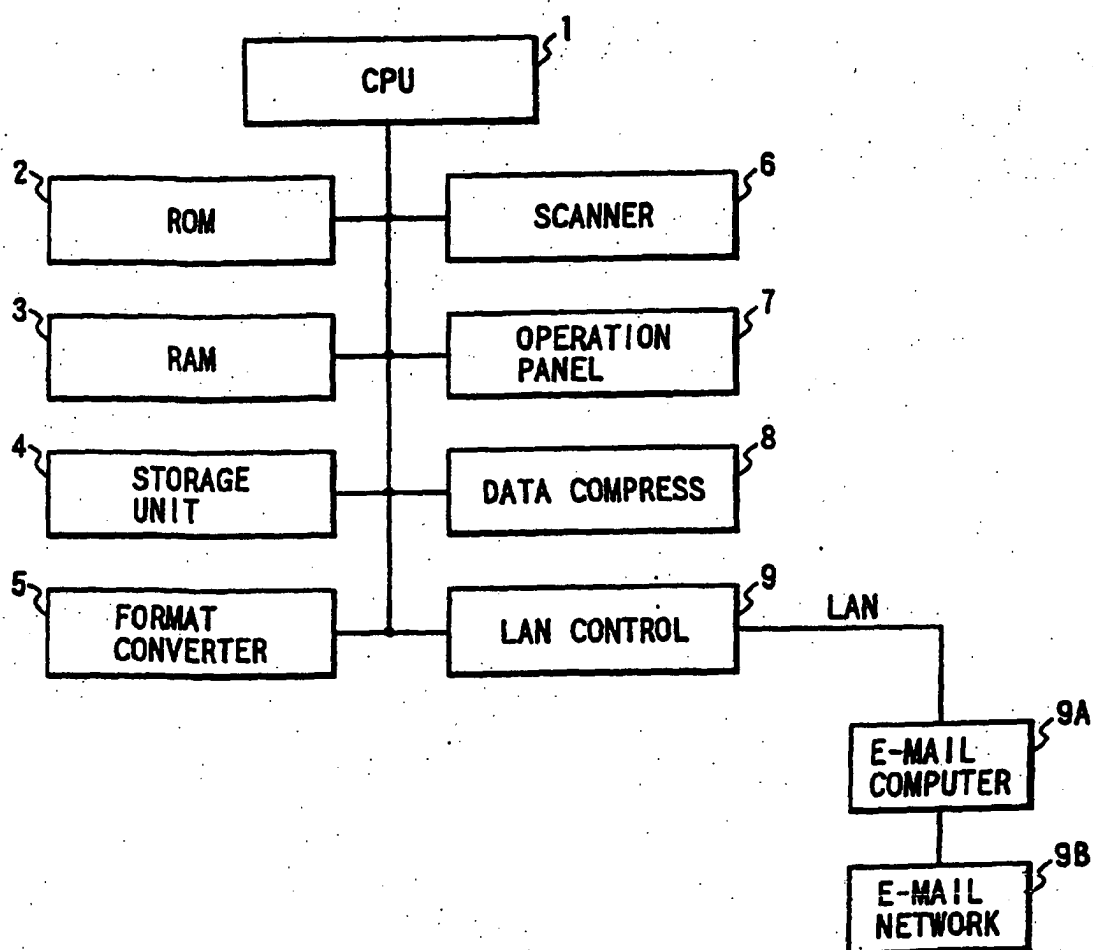 1
CPU
2
ROM
6
SCANNER
3
RAM
7
OPERATION
PANEL
4
STORAGE
UNIT
8
DATA COMPRESS
5
FORMAT
CONVERTER
9
LAN CONTROL
LAN
9A
E-MAIL
COMPUTER
9B
E-MAIL
NETWORK